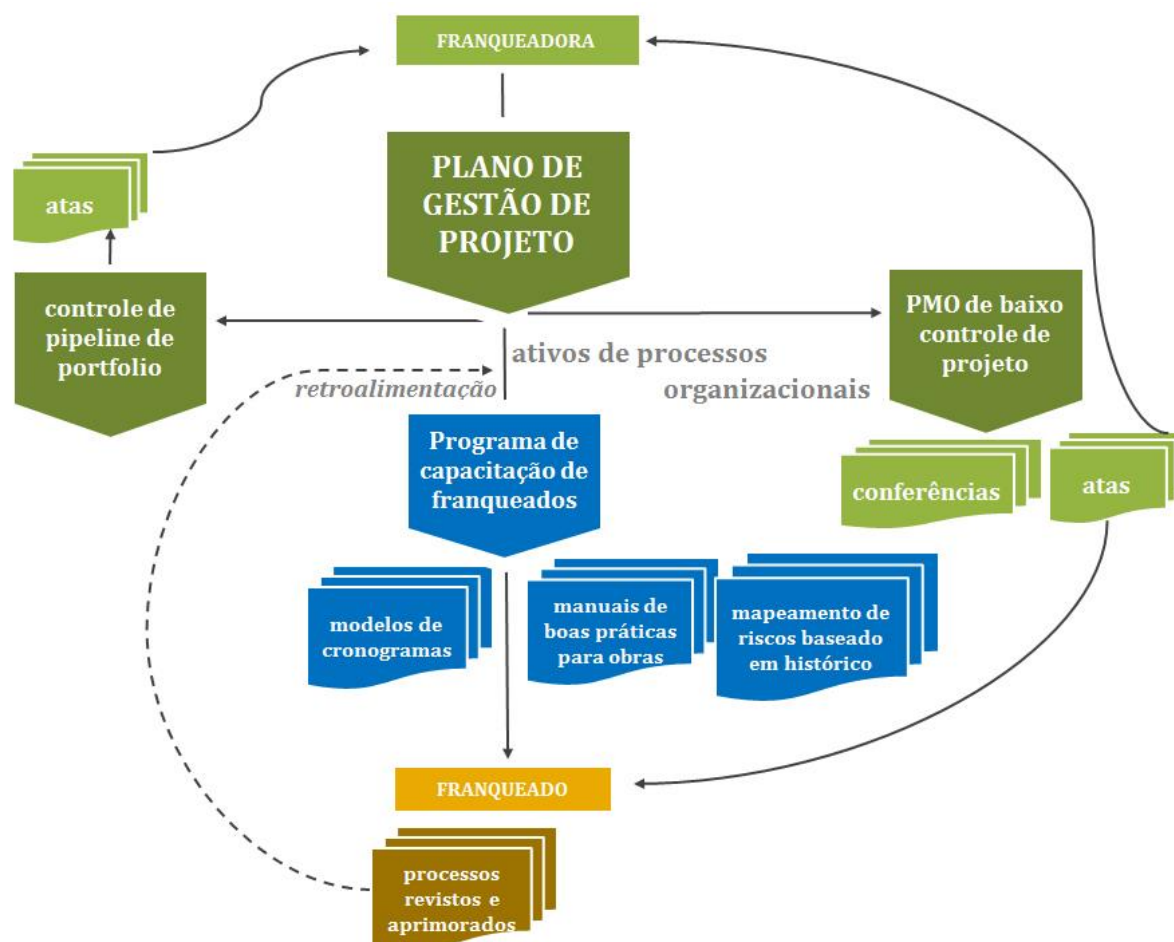 FRANQUEADORA
PLANO DE
GESTÃO DE
PROJETO
atas
controle de
pipeline de
portfolio
PMO de baixo
controle de
projeto
ativos de processos
organizacionais
retroalimentação
Programa de
capacitação de
franqueados
conferências
atas
modelos de
cronogramas
manuais de
boas práticas
para obras
mapeamento de
riscos baseado
em histórico
FRANQUEADO
processos
revistos e
aprimorados